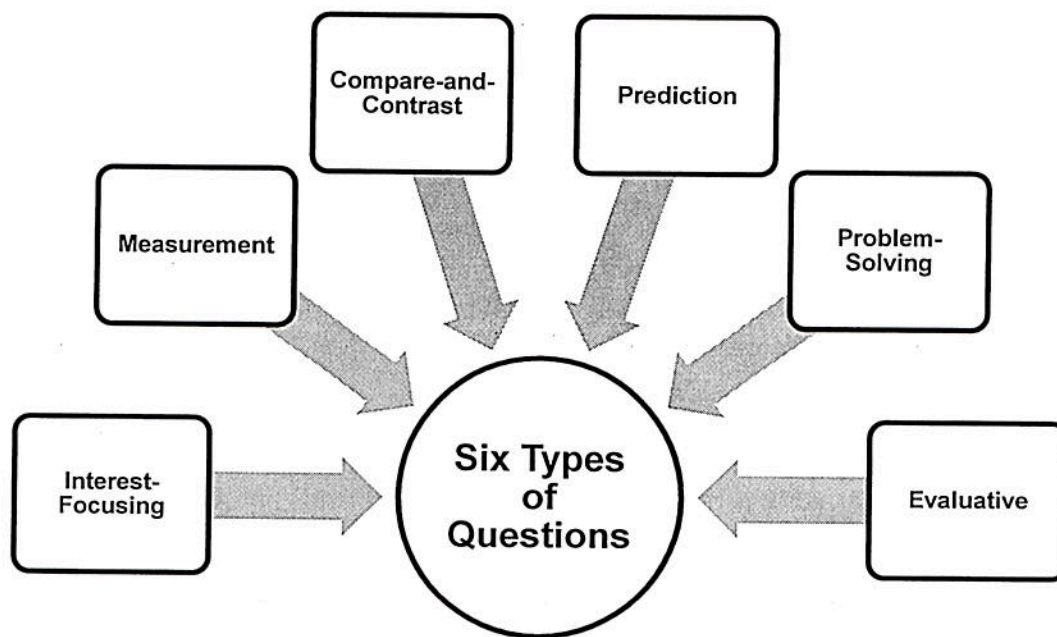 Compare-and-
Contrast
Prediction
Measurement
Problem-
Solving
Interest-
Focusing
Six Types
of
Questions
Evaluative